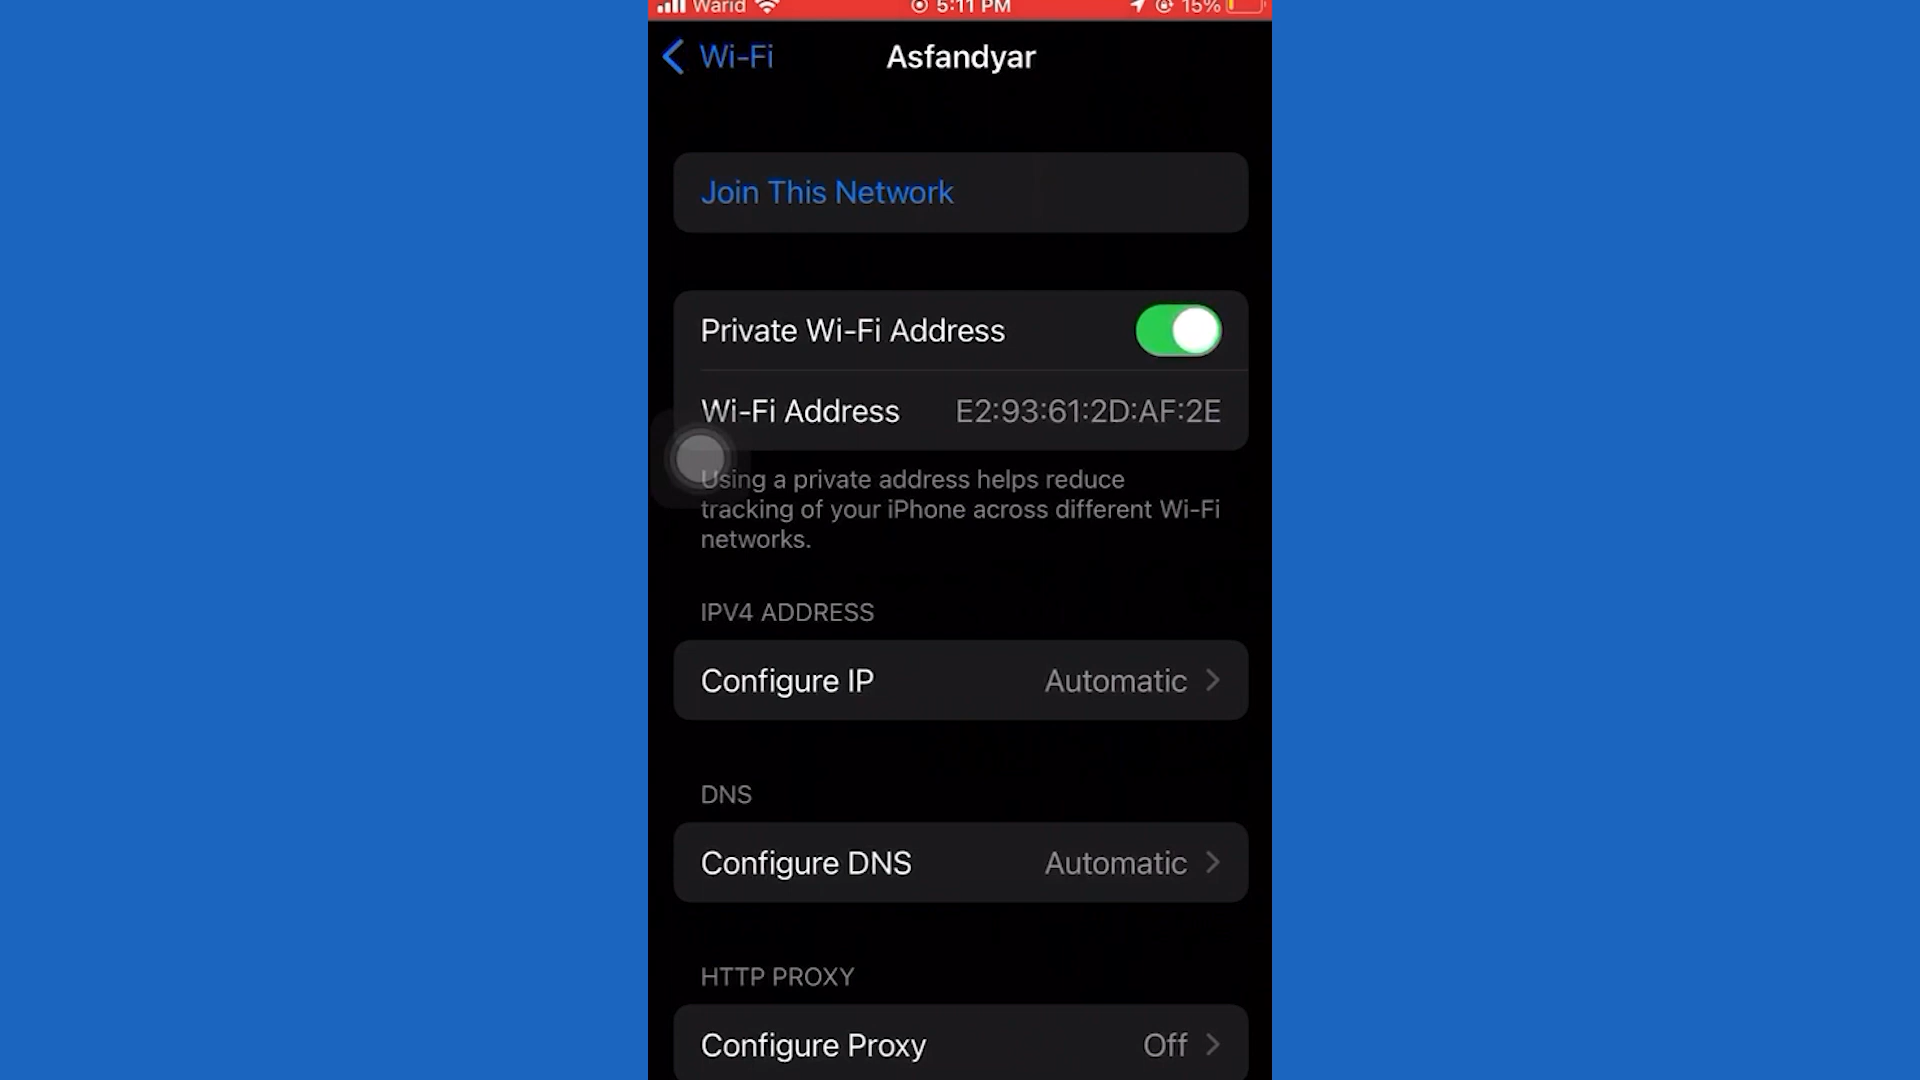 Warid 5:11 PM 15%
Wi-Fi Asfandyar
Join This Network
Private Wi-Fi Address
Wi-Fi Address E2:93:61:2D:AF:2E
Using a private address helps reduce
tracking of your iPhone across different Wi-Fi
networks.
IPV4 ADDRESS
Configure IP Automatic
DNS
Configure DNS Automatic
HTTP PROXY
Configure Proxy Off